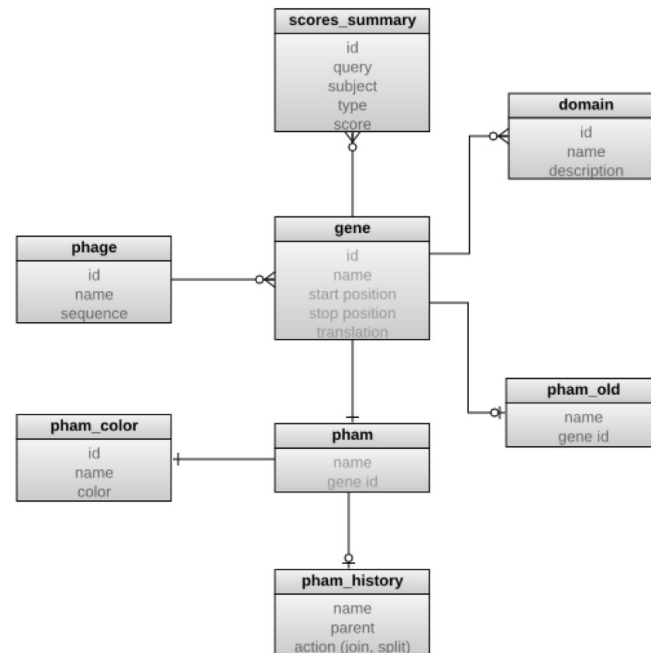 scores_summary
id
query
subject
type
score
domain
id
name
description
phage
id
name
sequence
gene
id
name
start position
stop position
translation
pham_old
name
gene id
pham_color
id
name
color
pham
name
gene id
pham_history
name
parent
action (join, split)